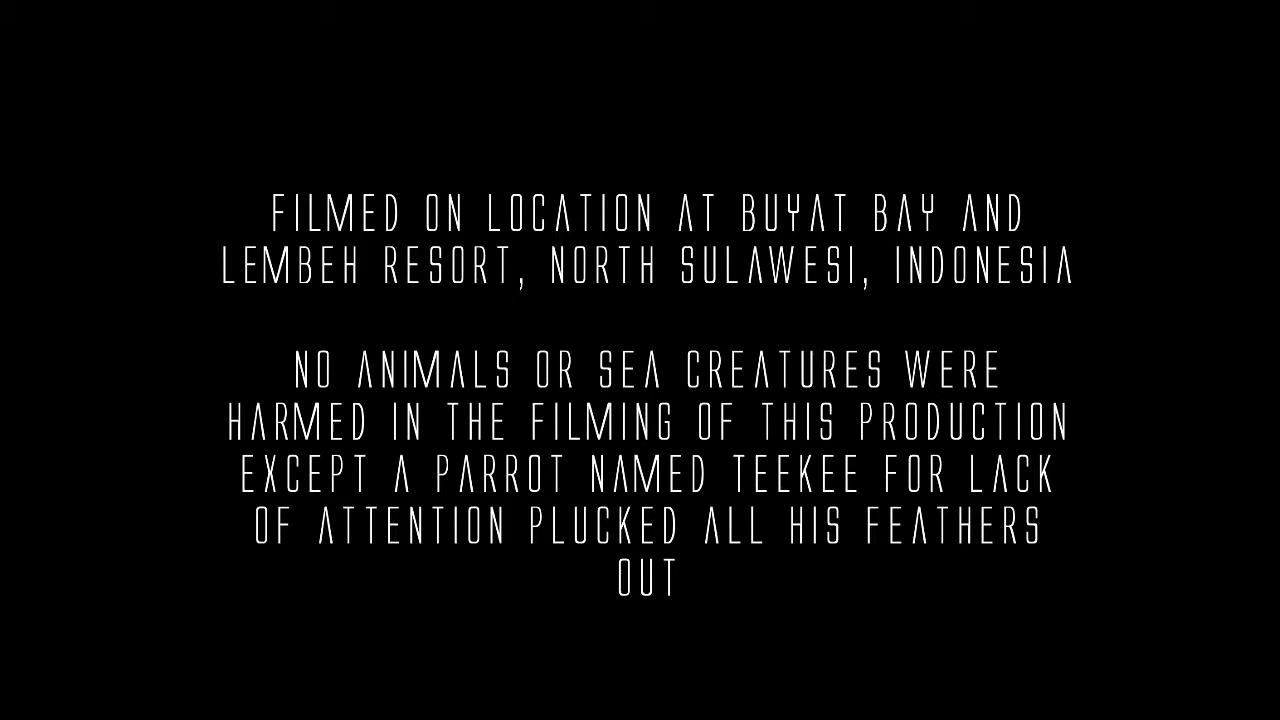 FILMED ON LOCATION AT BUYAT BAY AND
LEMBEH RESORT, NORTH SULAWESI, INDONESIA
NO ANIMALS OR SEA CREATURES WERE
HARMED IN THE FILMING OF THIS PRODUCTION
EXCEPT A PARROT NAMED TEEKEE FOR LACK
OF ATTENTION PLUCKED ALL HIS FEATHERS
OUT